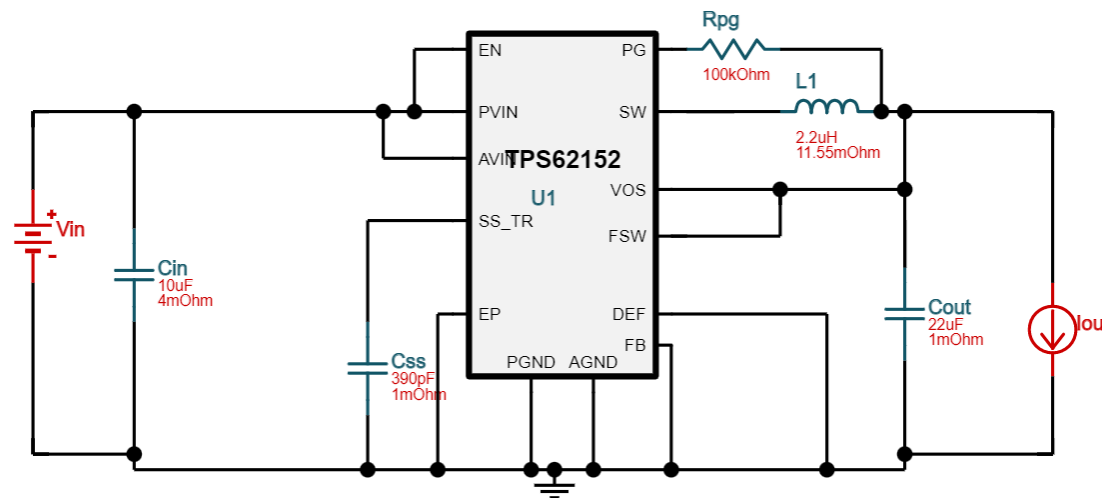 Rpg
100kOhm
EN
PG
L1
PVIN
SW
2.2uH
11.55mOhm
AVIN
TPS62152
U1
VOS
SS_TR
FSW
+
Vin
-
Cin
10uF
4mOhm
EP
DEF
Cout
22uF
1mOhm
Iou
FB
Css
390pF
1mOhm
PGND
AGND